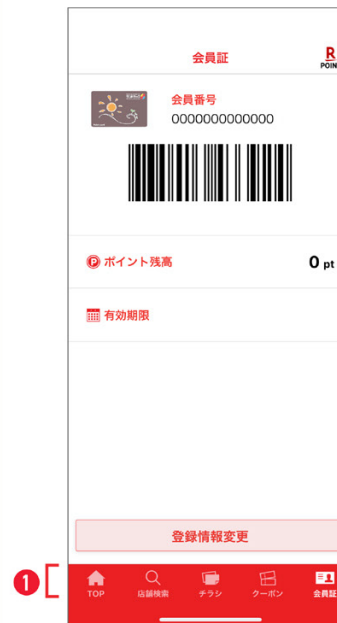 会員証
R
POIN
会員番号
0000000000000
ポイント残高
0 pt
有効期限
登録情報変更
1
TOP
店舗検索
チラシ
クーポン
会員証